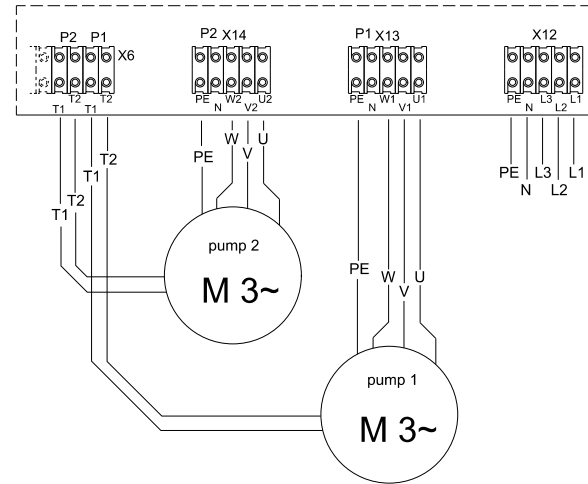 P2 P1 X6
P2 X14
P1 X13
X12
T1 T2 T1 T2
PE N W2 V2 U2
PE N W1 V1 U1
PE N L3 L2 L1
T1 T2 T1 T2
PE W V U
PE W V U
PE N L3 L2 L1
pump 2
M 3~
pump 1
M 3~